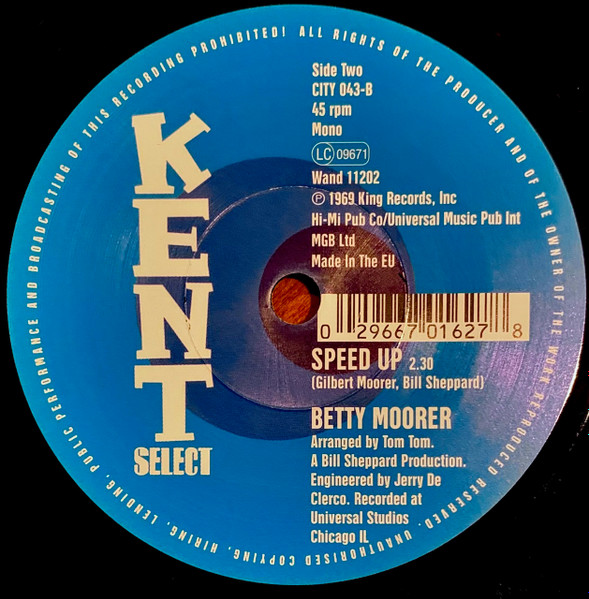 ALL RIGHTS OF THE PRODUCER AND OF THE OWNER OF THE WORK REPRODUCED RESERVED. UNAUTHORISED COPYING, HIRING, LENDING, PUBLIC PERFORMANCE AND BROADCASTING OF THIS RECORDING PROHIBITED!
KENT
SELECT
Side Two
CITY 043-B
45 rpm
Mono
LC 09671
Wand 11202
℗ 1969 King Records, Inc
Hi-Mi Pub Co/Universal Music Pub Int
MGB Ltd
Made In The EU
0 29667 01627 8
SPEED UP 2.30
(Gilbert Moorer, Bill Sheppard)
BETTY MOORER
Arranged by Tom Tom.
A Bill Sheppard Production.
Engineered by Jerry De
Clerco. Recorded at
Universal Studios
Chicago IL